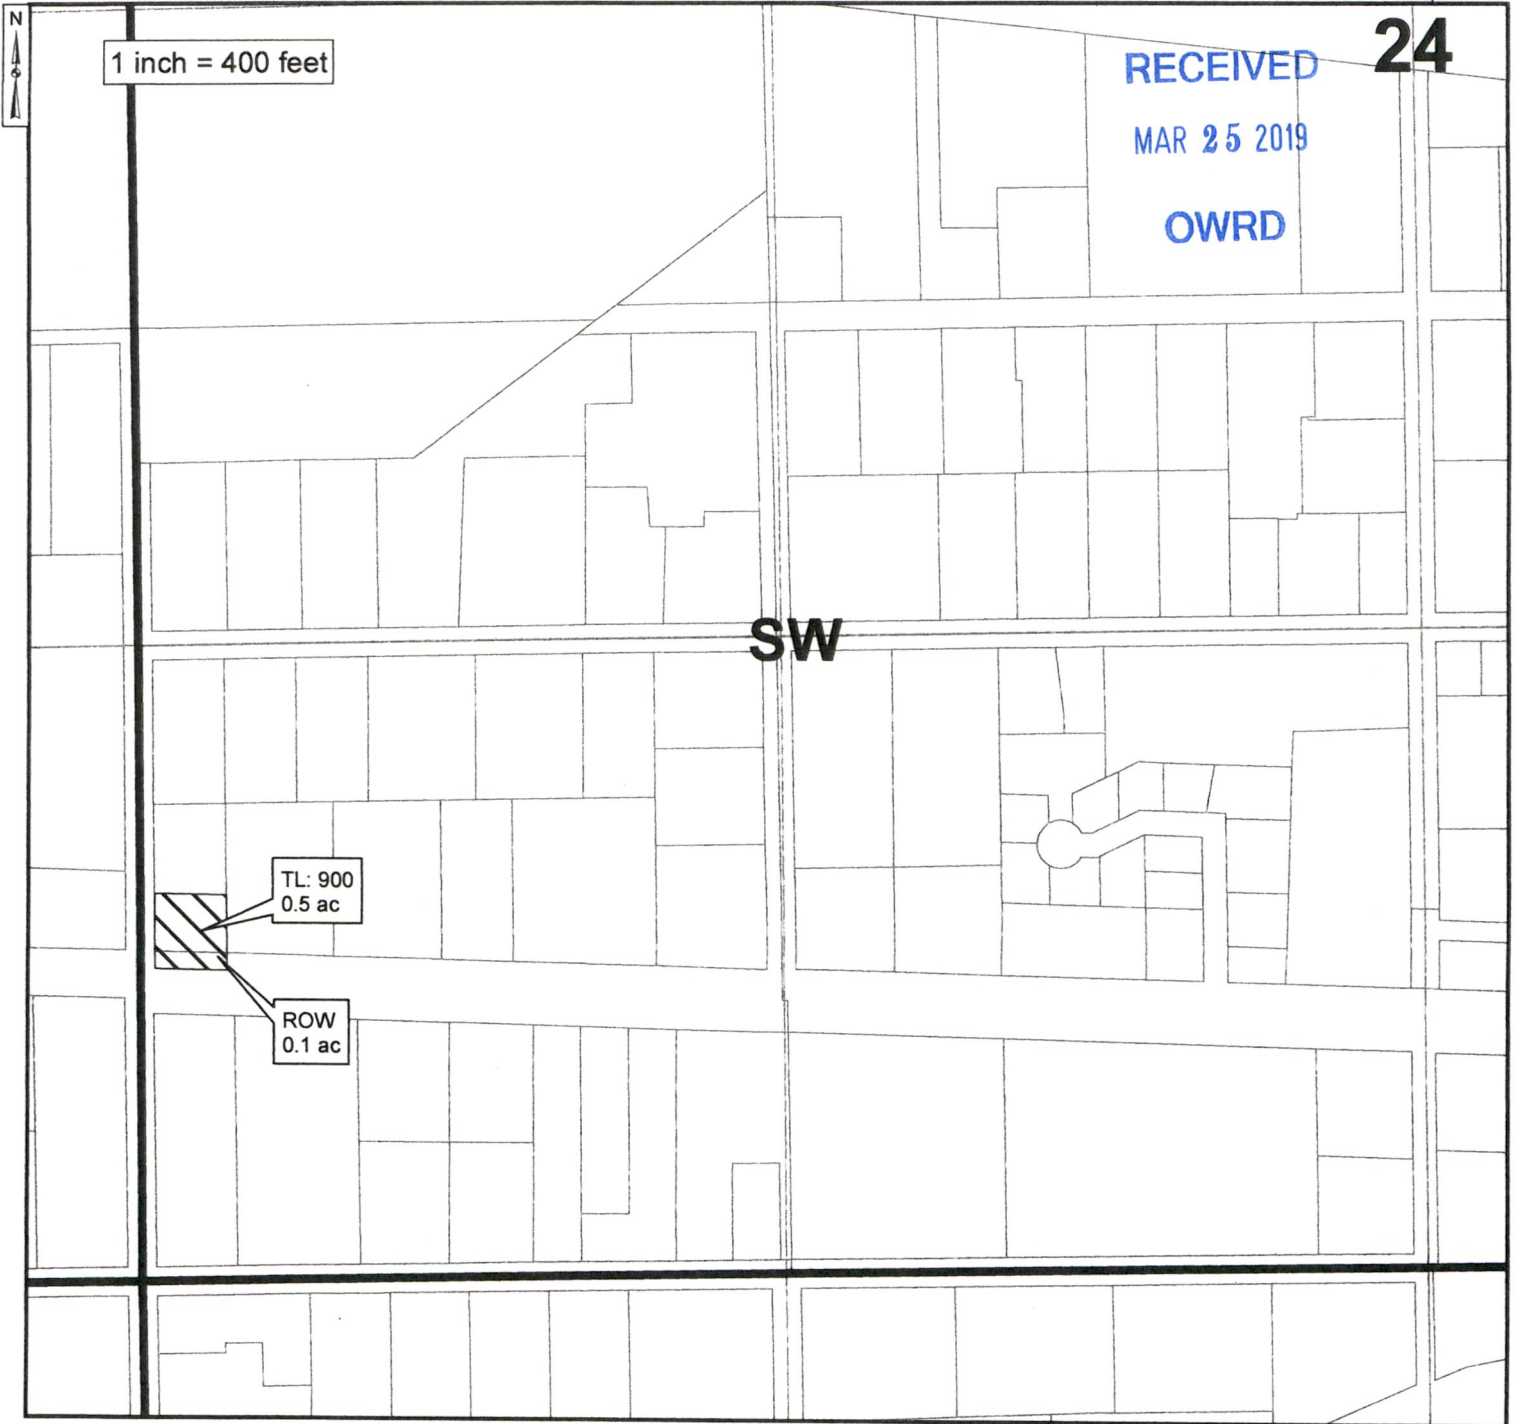 N
1 inch = 400 feet
24
RECEIVED
MAR 25 2019
OWRD
SW
TL: 900
0.5 ac
ROW
0.1 ac